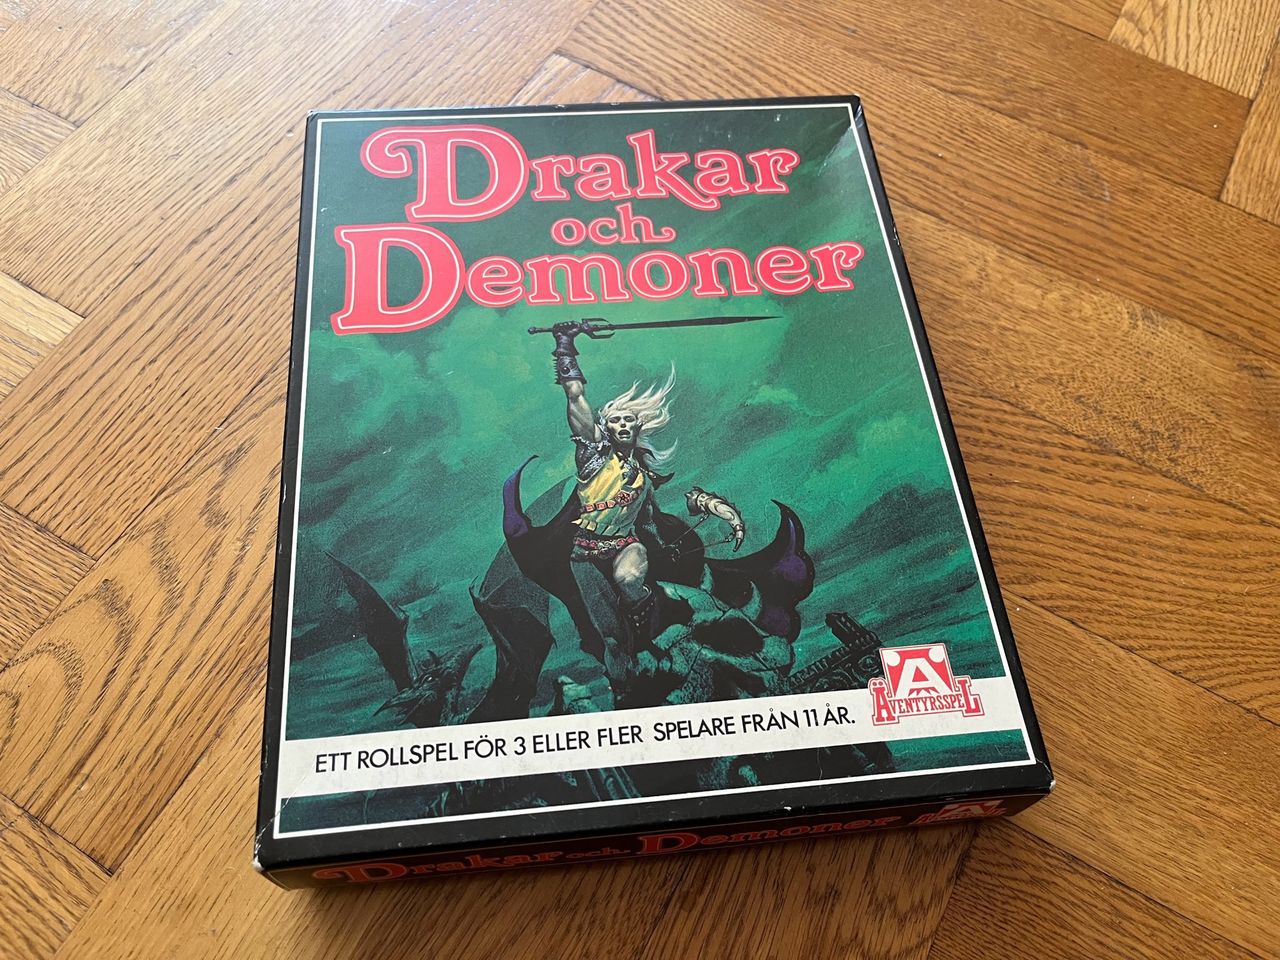 Drakar
och
Demoner
ETT ROLLSPEL FÖR 3 ELLER FLER SPELARE FRÅN 11 ÅR.
A
ÄVENTYRSSPEL
Drakar och Demoner
A